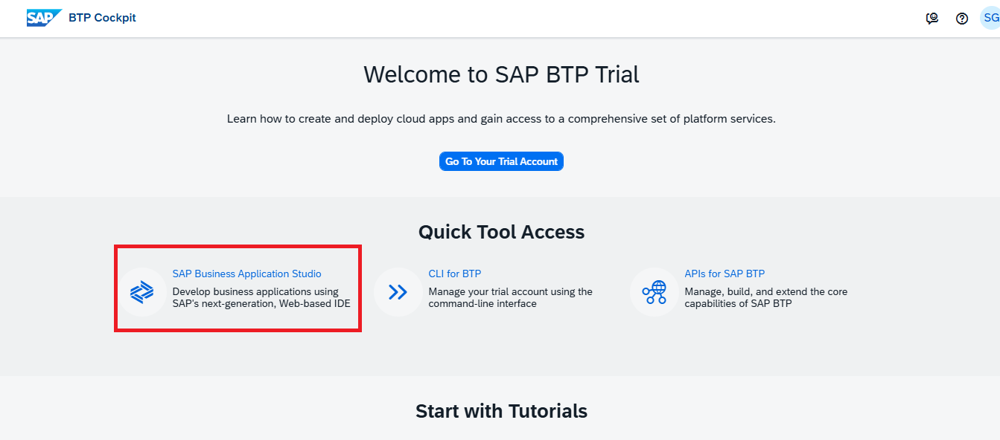 SAP BTP Cockpit
SG
Welcome to SAP BTP Trial
Learn how to create and deploy cloud apps and gain access to a comprehensive set of platform services.
Go To Your Trial Account
Quick Tool Access
SAP Business Application Studio
Develop business applications using
SAP's next-generation, Web-based IDE
CLI for BTP
Manage your trial account using the
command-line interface
APIs for SAP BTP
Manage, build, and extend the core
capabilities of SAP BTP
Start with Tutorials